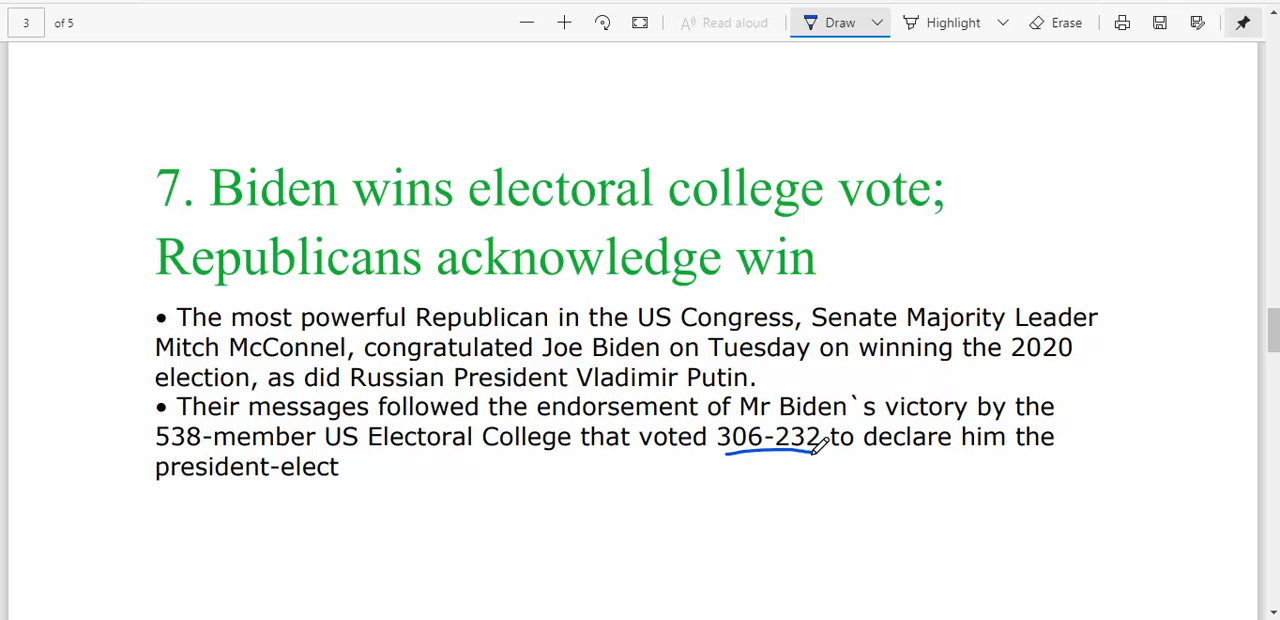 3 of 5 Read aloud Draw Highlight Erase
7. Biden wins electoral college vote;
Republicans acknowledge win
• The most powerful Republican in the US Congress, Senate Majority Leader
Mitch McConnel, congratulated Joe Biden on Tuesday on winning the 2020
election, as did Russian President Vladimir Putin.
• Their messages followed the endorsement of Mr Biden`s victory by the
538-member US Electoral College that voted 306-232 to declare him the
president-elect